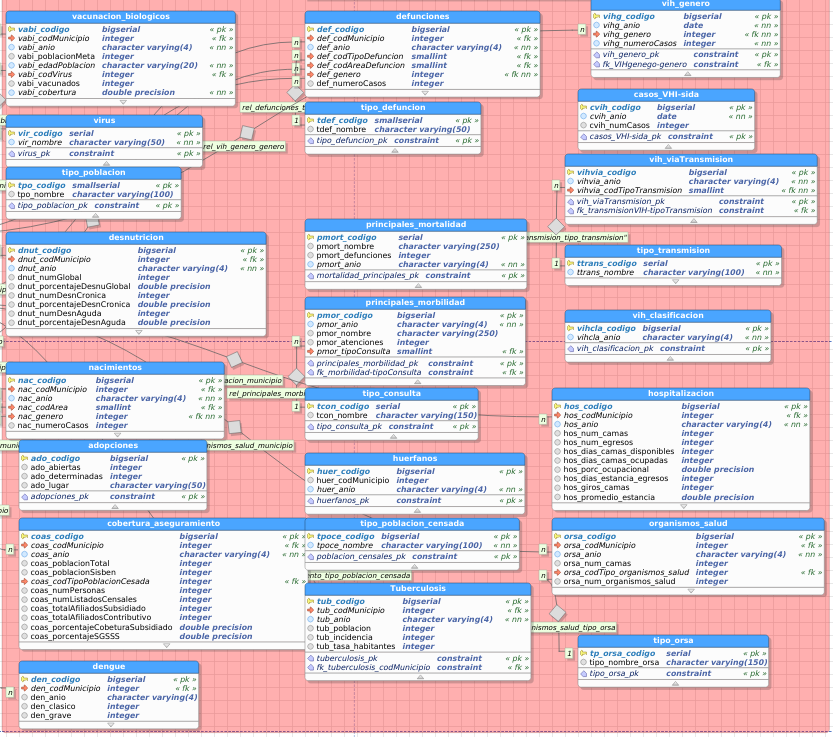 vacunacion_biologicos
vabi_codigo bigserial « pk »
vabi_codMunicipio integer « fk »
vabi_anio character varying(4) « nn »
vabi_poblacionMeta integer
vabi_edadPoblacion character varying(20) « nn »
vabi_codVirus integer « fk »
vabi_vacunados integer
vabi_cobertura double precision « nn »
virus
vir_codigo serial « pk »
vir_nombre character varying(50) « nn »
virus_pk constraint « pk »
tipo_poblacion
tpo_codigo smallserial « pk »
tpo_nombre character varying(100)
tipo_poblacion_pk constraint « pk »
desnutricion
dnut_codigo bigserial « pk »
dnut_codMunicipio integer « fk »
dnut_anio character varying(4) « nn »
dnut_numGlobal integer
dnut_porcentajeDesnuGlobal double precision
dnut_numDesnCronica integer
dnut_porcentajeDesnCronica double precision
dnut_numDesnAguda integer
dnut_porcentajeDesnAguda double precision
nacimientos
nac_codigo bigserial « pk »
nac_codMunicipio integer « fk »
nac_anio character varying(4) « nn »
nac_codArea smallint « fk »
nac_genero integer « fk nn »
nac_numeroCasos integer
adopciones
ado_codigo bigserial « pk »
ado_abiertas integer
ado_determinadas integer
ado_lugar character varying(50)
adopciones_pk constraint « pk »
cobertura_aseguramiento
coas_codigo bigserial « pk »
coas_codMunicipio integer « fk »
coas_anio character varying(4) « nn »
coas_poblacionTotal integer
coas_poblacionSisben integer
coas_codTipoPoblacionCesada integer « fk »
coas_numPersonas integer
coas_numListadosCensales integer
coas_totalAfiliadosSubsidiado integer
coas_totalAfiliadosContributivo integer
coas_porcentajeCobeturaSubsidiado double precision
coas_porcentajeSGSSS double precision
dengue
den_codigo bigserial « pk »
den_codMunicipio integer « fk »
den_anio character varying(4)
den_clasico integer
den_grave integer
defunciones
def_codigo bigserial « pk »
def_codMunicipio integer « fk »
def_anio character varying(4) « nn »
def_codTipoDefuncion smallint « fk »
def_codAreaDefuncion smallint « fk »
def_genero integer « fk nn »
def_numeroCasos integer
tipo_defuncion
tdef_codigo smallserial « pk »
tdef_nombre character varying(50)
tipo_defuncion_pk constraint « pk »
principales_mortalidad
pmort_codigo serial « pk »
pmort_nombre character varying(250)
pmort_defunciones integer
pmort_anio character varying(4) « nn »
mortalidad_principales_pk constraint « pk »
principales_morbilidad
pmor_codigo bigserial « pk »
pmor_anio character varying(4) « nn »
pmor_nombre character varying(250)
pmor_atenciones integer
pmor_tipoConsulta smallint « fk »
principales_morbilidad_pk constraint « pk »
fk_morbilidad-tipoConsulta constraint « fk »
tipo_consulta
tcon_codigo serial « pk »
tcon_nombre character varying(150)
tipo_consulta_pk constraint « pk »
huerfanos
huer_codigo bigserial « pk »
huer_codMunicipio integer « fk »
huer_anio character varying(4) « nn »
huerfanos_pk constraint « pk »
tipo_poblacion_censada
tpoce_codigo bigserial « pk »
tpoce_nombre character varying(100) « nn »
poblacion_censales_pk constraint « pk »
Tuberculosis
tub_codigo bigserial « pk »
tub_codMunicipio integer « fk »
tub_anio character varying(4) « nn »
tub_poblacion integer
tub_incidencia integer
tub_tasa_habitantes integer
tuberculosis_pk constraint « pk »
fk_tuberculosis_codMunicipio constraint « fk »
vih_genero
vihg_codigo bigserial « pk »
vihg_anio date « nn »
vihg_genero integer « fk nn »
vihg_numeroCasos integer « nn »
vih_genero_pk constraint « pk »
fk_VIHgenego-genero constraint « fk »
casos_VHI-sida
cvih_codigo bigserial « pk »
cvih_anio date « nn »
cvih_numCasos integer
casos_VHI-sida_pk constraint « pk »
vih_viaTransmision
vihvia_codigo bigserial « pk »
vihvia_anio character varying(4) « nn »
vihvia_codTipoTransmision smallint « fk nn »
vih_viaTransmision_pk constraint « pk »
fk_transmisionVIH-tipoTransmision constraint « fk »
tipo_transmision
ttrans_codigo serial « pk »
ttrans_nombre character varying(100) « nn »
vih_clasificacion
vihcla_codigo bigserial « pk »
vihcla_anio character varying(4) « nn »
vih_clasificacion_pk constraint « pk »
hospitalizacion
hos_codigo bigserial « pk »
hos_codMunicipio integer « fk »
hos_anio character varying(4) « nn »
hos_num_camas integer
hos_num_egresos integer
hos_dias_camas_disponibles integer
hos_dias_camas_ocupadas integer
hos_porc_ocupacional double precision
hos_dias_estancia_egresos integer
hos_giros_camas integer
hos_promedio_estancia double precision
organismos_salud
orsa_codigo bigserial « pk »
orsa_codMunicipio integer « fk »
orsa_anio character varying(4) « nn »
orsa_num_camas integer
orsa_codTipo_organismos_salud integer « fk »
orsa_num_organismos_salud integer
tipo_orsa
tp_orsa_codigo serial « pk »
tipo_nombre_orsa character varying(150)
tipo_orsa_pk constraint « pk »
rel_defunciones_t
rel_vih_genero_genero
nsmision_tipo_transmision"
acion_municipio
rel_principales_morbi
nismos_salud_municipio
nto_tipo_poblacion_censada
nismos_salud_tipo_orsa
n
n
n
n
1
n
n
1
n
1
n
1
n
n
n
1
n
n